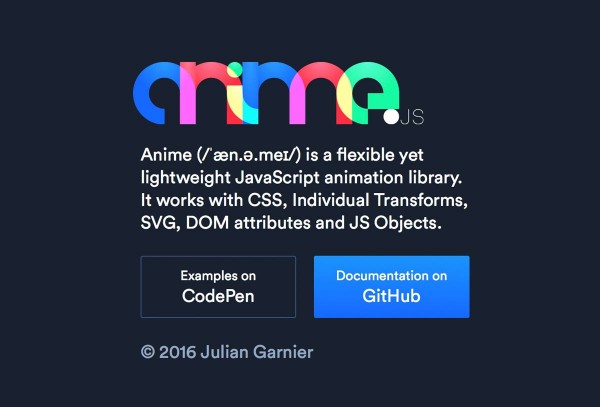 anime.JS
Anime (/ˈæn.ə.meɪ/) is a flexible yet
lightweight JavaScript animation library.
It works with CSS, Individual Transforms,
SVG, DOM attributes and JS Objects.
Examples on
CodePen
Documentation on
GitHub
© 2016 Julian Garnier